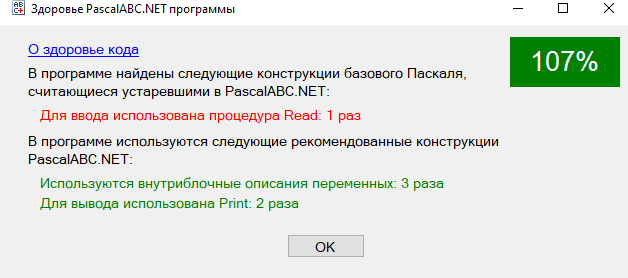 Здоровье PascalABC.NET программы
О здоровье кода
107%
В программе найдены следующие конструкции базового Паскаля,
считающиеся устаревшими в PascalABC.NET:
Для ввода использована процедура Read: 1 раз
В программе используются следующие рекомендованные конструкции
PascalABC.NET:
Используются внутриблочные описания переменных: 3 раза
Для вывода использована Print: 2 раза
OK